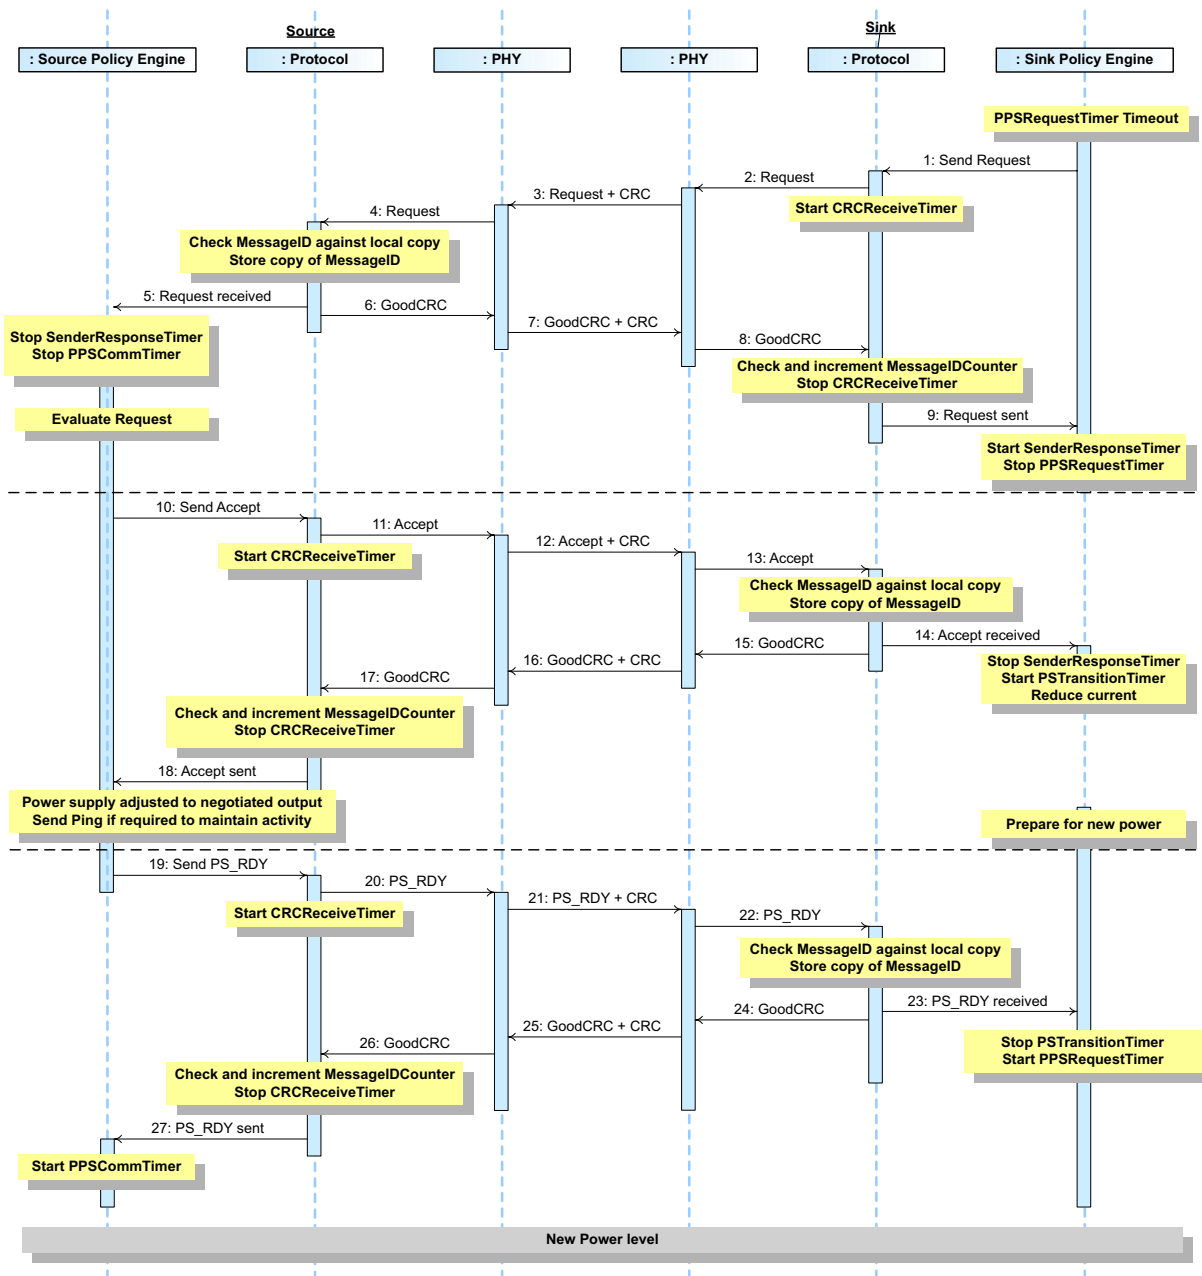 Source
Sink
: Source Policy Engine
: Protocol
: PHY
: PHY
: Protocol
: Sink Policy Engine
PPSRequestTimer Timeout
1: Send Request
2: Request
3: Request + CRC
Start CRCReceiveTimer
4: Request
Check MessageID against local copy
Store copy of MessageID
5: Request received
6: GoodCRC
7: GoodCRC + CRC
Stop SenderResponseTimer
Stop PPSCommTimer
8: GoodCRC
Check and increment MessageIDCounter
Stop CRCReceiveTimer
Evaluate Request
9: Request sent
Start SenderResponseTimer
Stop PPSRequestTimer
10: Send Accept
11: Accept
Start CRCReceiveTimer
12: Accept + CRC
13: Accept
Check MessageID against local copy
Store copy of MessageID
14: Accept received
15: GoodCRC
16: GoodCRC + CRC
Stop SenderResponseTimer
Start PSTransitionTimer
Reduce current
17: GoodCRC
Check and increment MessageIDCounter
Stop CRCReceiveTimer
18: Accept sent
Power supply adjusted to negotiated output
Send Ping if required to maintain activity
Prepare for new power
19: Send PS_RDY
20: PS_RDY
Start CRCReceiveTimer
21: PS_RDY + CRC
22: PS_RDY
Check MessageID against local copy
Store copy of MessageID
23: PS_RDY received
24: GoodCRC
25: GoodCRC + CRC
26: GoodCRC
Stop PSTransitionTimer
Start PPSRequestTimer
Check and increment MessageIDCounter
Stop CRCReceiveTimer
27: PS_RDY sent
Start PPSCommTimer
New Power level